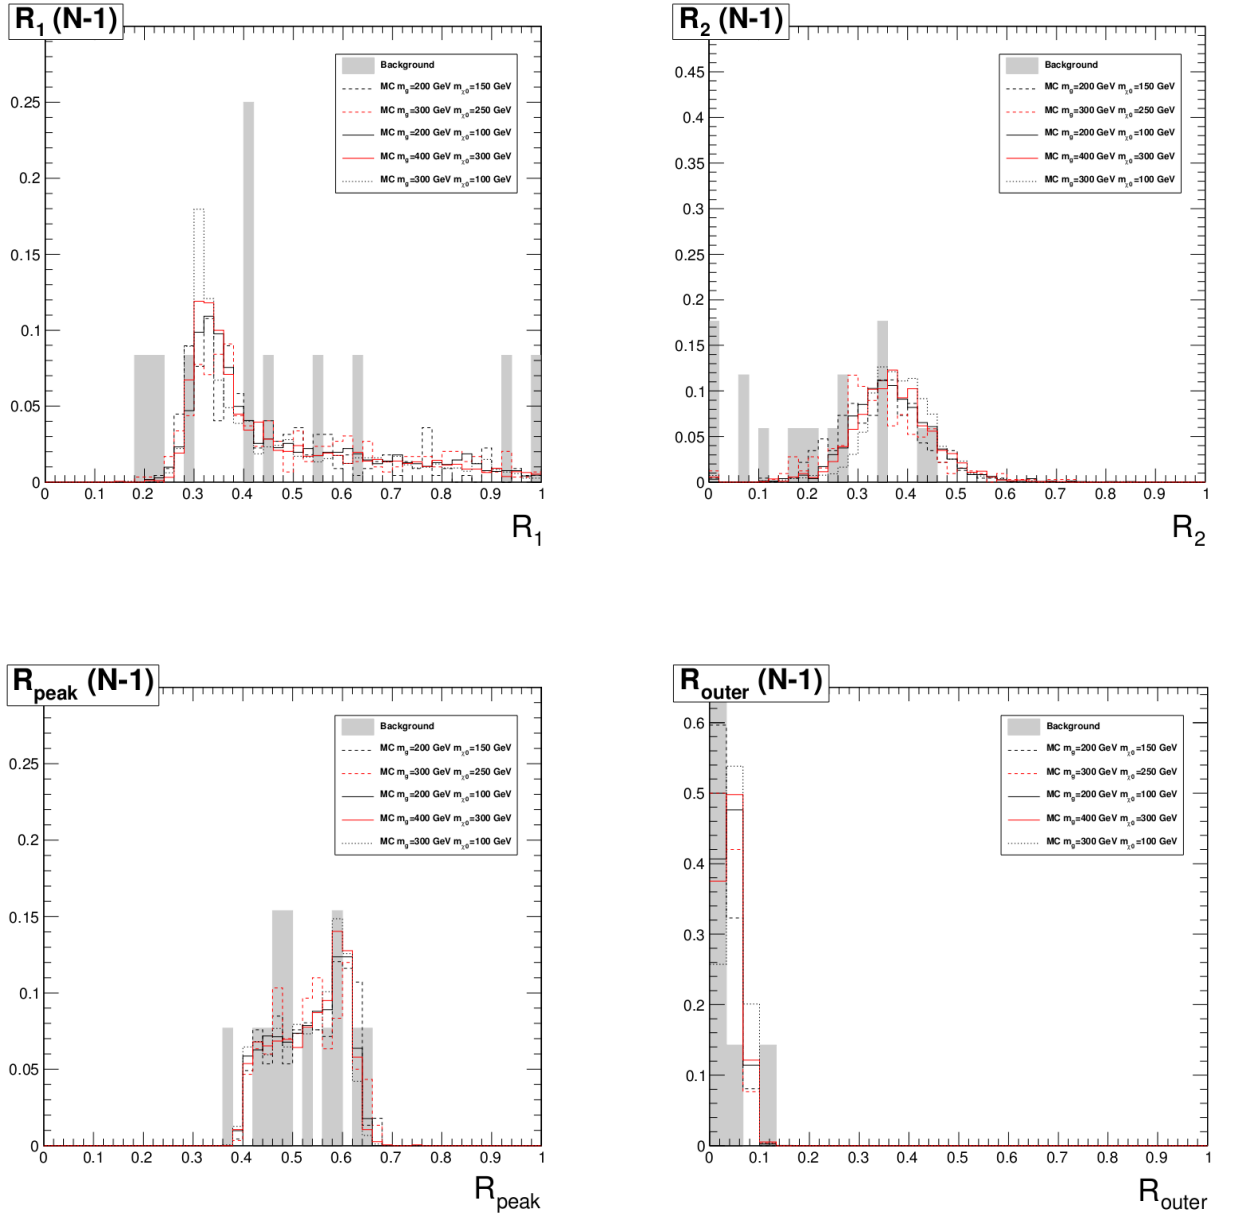 R1 (N-1)
Background
MC mg=200 GeV mχ0=150 GeV
MC mg=300 GeV mχ0=250 GeV
MC mg=200 GeV mχ0=100 GeV
MC mg=400 GeV mχ0=300 GeV
MC mg=300 GeV mχ0=100 GeV
0.25
0.2
0.15
0.1
0.05
0
0 0.1 0.2 0.3 0.4 0.5 0.6 0.7 0.8 0.9 1
R1
R2 (N-1)
Background
MC mg=200 GeV mχ0=150 GeV
MC mg=300 GeV mχ0=250 GeV
MC mg=200 GeV mχ0=100 GeV
MC mg=400 GeV mχ0=300 GeV
MC mg=300 GeV mχ0=100 GeV
0.45
0.4
0.35
0.3
0.25
0.2
0.15
0.1
0.05
0
0 0.1 0.2 0.3 0.4 0.5 0.6 0.7 0.8 0.9 1
R2
Rpeak (N-1)
Background
MC mg=200 GeV mχ0=150 GeV
MC mg=300 GeV mχ0=250 GeV
MC mg=200 GeV mχ0=100 GeV
MC mg=400 GeV mχ0=300 GeV
MC mg=300 GeV mχ0=100 GeV
0.25
0.2
0.15
0.1
0.05
0
0 0.1 0.2 0.3 0.4 0.5 0.6 0.7 0.8 0.9 1
Rpeak
Router (N-1)
Background
MC mg=200 GeV mχ0=150 GeV
MC mg=300 GeV mχ0=250 GeV
MC mg=200 GeV mχ0=100 GeV
MC mg=400 GeV mχ0=300 GeV
MC mg=300 GeV mχ0=100 GeV
0.6
0.5
0.4
0.3
0.2
0.1
0
0 0.1 0.2 0.3 0.4 0.5 0.6 0.7 0.8 0.9 1
Router